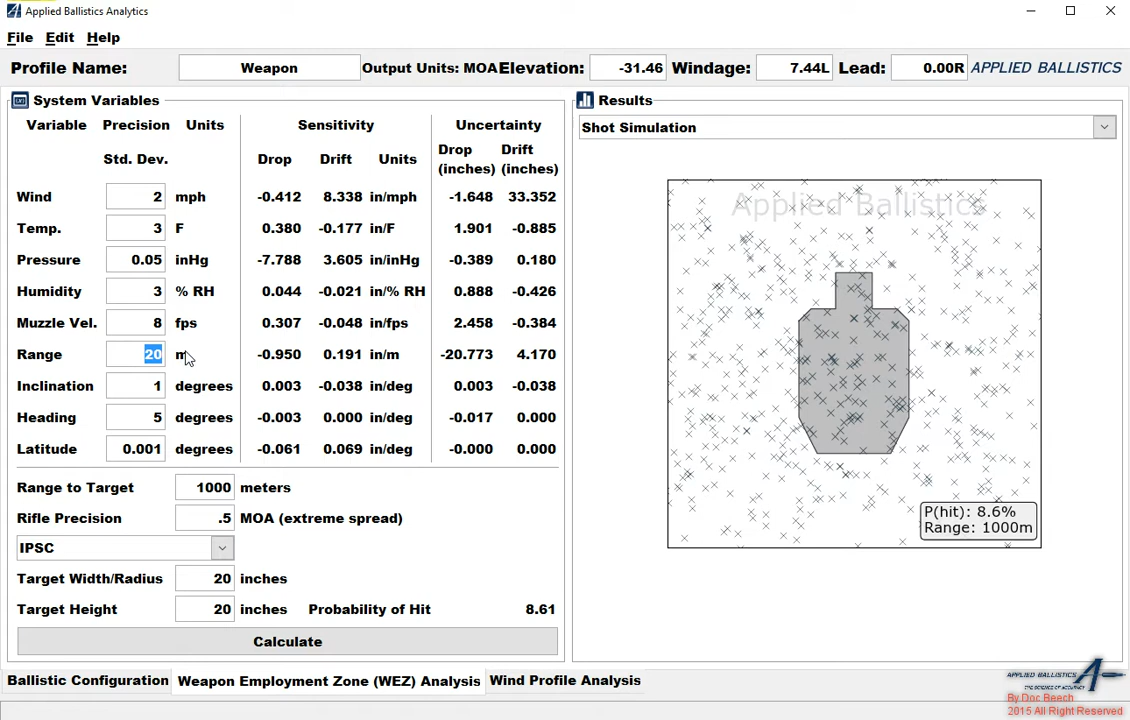 Applied Ballistics Analytics
File Edit Help
Profile Name: Weapon Output Units: MOA Elevation: -31.46 Windage: 7.44L Lead: 0.00R APPLIED BALLISTICS
System Variables
Variable Precision Units Sensitivity Uncertainty
Std. Dev. Drop Drift Units Drop (inches) Drift (inches)
Wind 2 mph -0.412 8.338 in/mph -1.648 33.352
Temp. 3 F 0.380 -0.177 in/F 1.901 -0.885
Pressure 0.05 inHg -7.788 3.605 in/inHg -0.389 0.180
Humidity 3 % RH 0.044 -0.021 in/% RH 0.888 -0.426
Muzzle Vel. 8 fps 0.307 -0.048 in/fps 2.458 -0.384
Range 20 m -0.950 0.191 in/m -20.773 4.170
Inclination 1 degrees 0.003 -0.038 in/deg 0.003 -0.038
Heading 5 degrees -0.003 0.000 in/deg -0.017 0.000
Latitude 0.001 degrees -0.061 0.069 in/deg -0.000 0.000
Range to Target 1000 meters
Rifle Precision .5 MOA (extreme spread)
IPSC
Target Width/Radius 20 inches
Target Height 20 inches Probability of Hit 8.61
Calculate
Results
Shot Simulation
Applied Ballistics
P(hit): 8.6%
Range: 1000m
Ballistic Configuration Weapon Employment Zone (WEZ) Analysis Wind Profile Analysis
APPLIED BALLISTICS
THE SCIENCE OF ACCURACY
By Doc Beech
2015 All Right Reserved